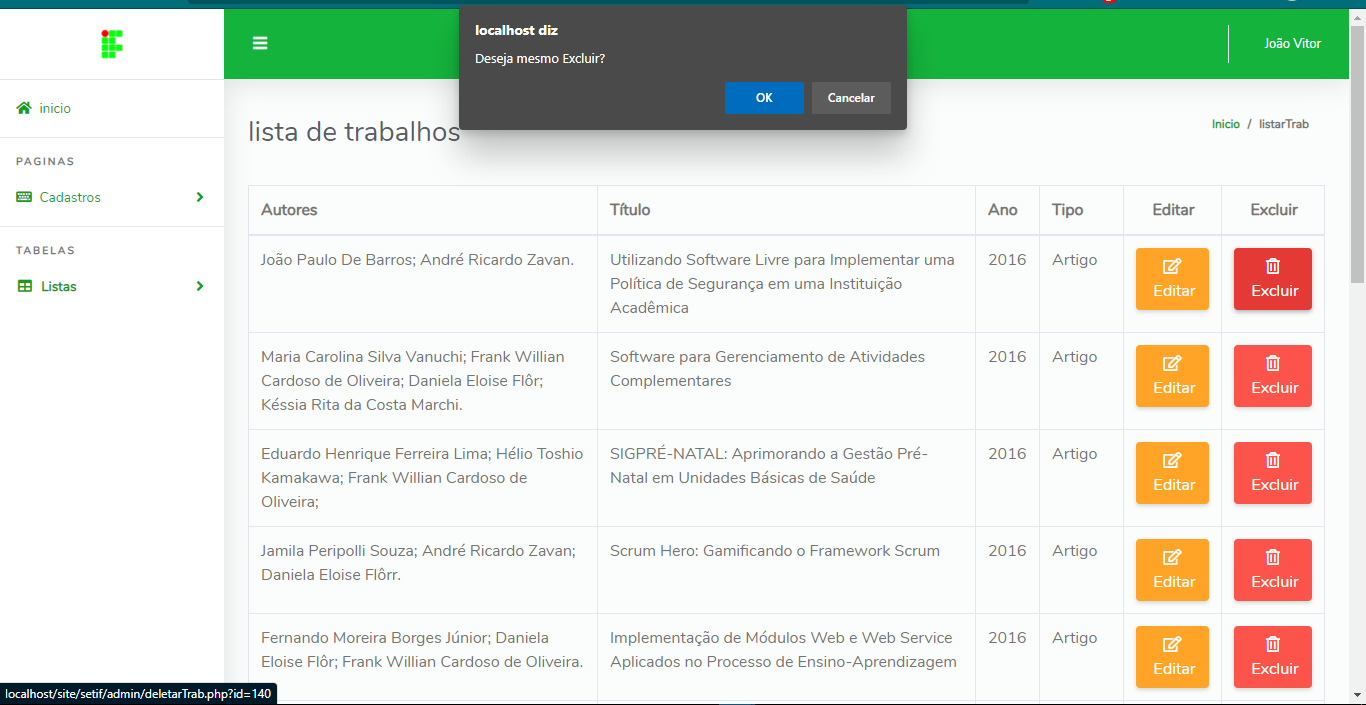 localhost diz
Deseja mesmo Excluir?
OK
Cancelar
João Vitor
inicio
PAGINAS
Cadastros
TABELAS
Listas
lista de trabalhos
Inicio / listarTrab
Autores
Título
Ano
Tipo
Editar
Excluir
João Paulo De Barros; André Ricardo Zavan.
Utilizando Software Livre para Implementar uma
Política de Segurança em uma Instituição
Acadêmica
2016
Artigo
Editar
Excluir
Maria Carolina Silva Vanuchi; Frank Willian
Cardoso de Oliveira; Daniela Eloise Flôr;
Késsia Rita da Costa Marchi.
Software para Gerenciamento de Atividades
Complementares
2016
Artigo
Editar
Excluir
Eduardo Henrique Ferreira Lima; Hélio Toshio
Kamakawa; Frank Willian Cardoso de
Oliveira;
SIGPRÉ-NATAL: Aprimorando a Gestão Pré-
Natal em Unidades Básicas de Saúde
2016
Artigo
Editar
Excluir
Jamila Peripolli Souza; André Ricardo Zavan;
Daniela Eloise Flôrr.
Scrum Hero: Gamificando o Framework Scrum
2016
Artigo
Editar
Excluir
Fernando Moreira Borges Júnior; Daniela
Eloise Flôr; Frank Willian Cardoso de Oliveira.
Implementação de Módulos Web e Web Service
Aplicados no Processo de Ensino-Aprendizagem
2016
Artigo
Editar
Excluir
localhost/site/setif/admin/deletarTrab.php?id=140